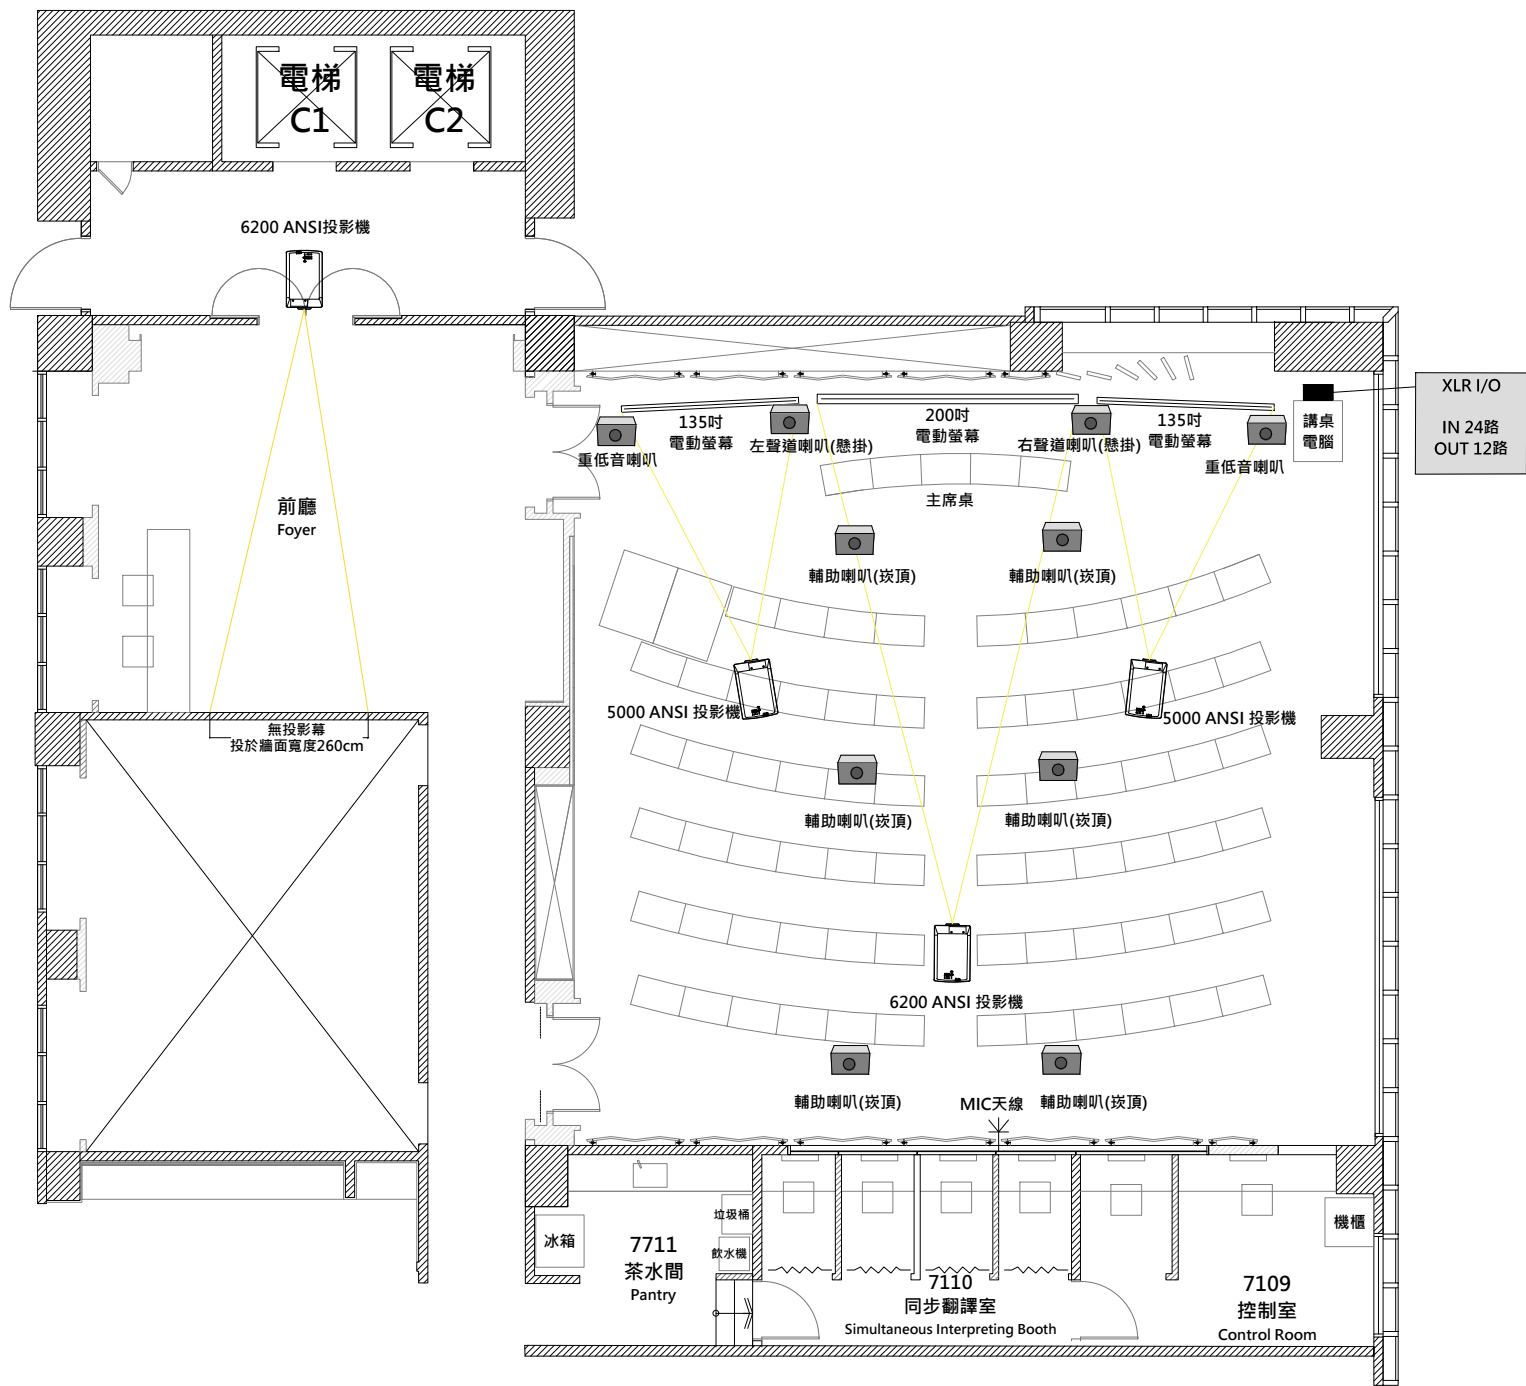 電梯
C1
電梯
C2
6200 ANSI投影機
XLR I/O
IN 24路
OUT 12路
135吋
電動螢幕
200吋
電動螢幕
135吋
電動螢幕
講桌
電腦
重低音喇叭
左聲道喇叭(懸掛)
右聲道喇叭(懸掛)
重低音喇叭
主席桌
前廳
Foyer
輔助喇叭(崁頂)
輔助喇叭(崁頂)
5000 ANSI 投影機
5000 ANSI 投影機
無投影幕
投於牆面寬度260cm
輔助喇叭(崁頂)
輔助喇叭(崁頂)
6200 ANSI 投影機
輔助喇叭(崁頂)
MIC天線
輔助喇叭(崁頂)
冰箱
7711
茶水間
Pantry
垃圾桶
飲水機
7110
同步翻譯室
Simultaneous Interpreting Booth
機櫃
7109
控制室
Control Room